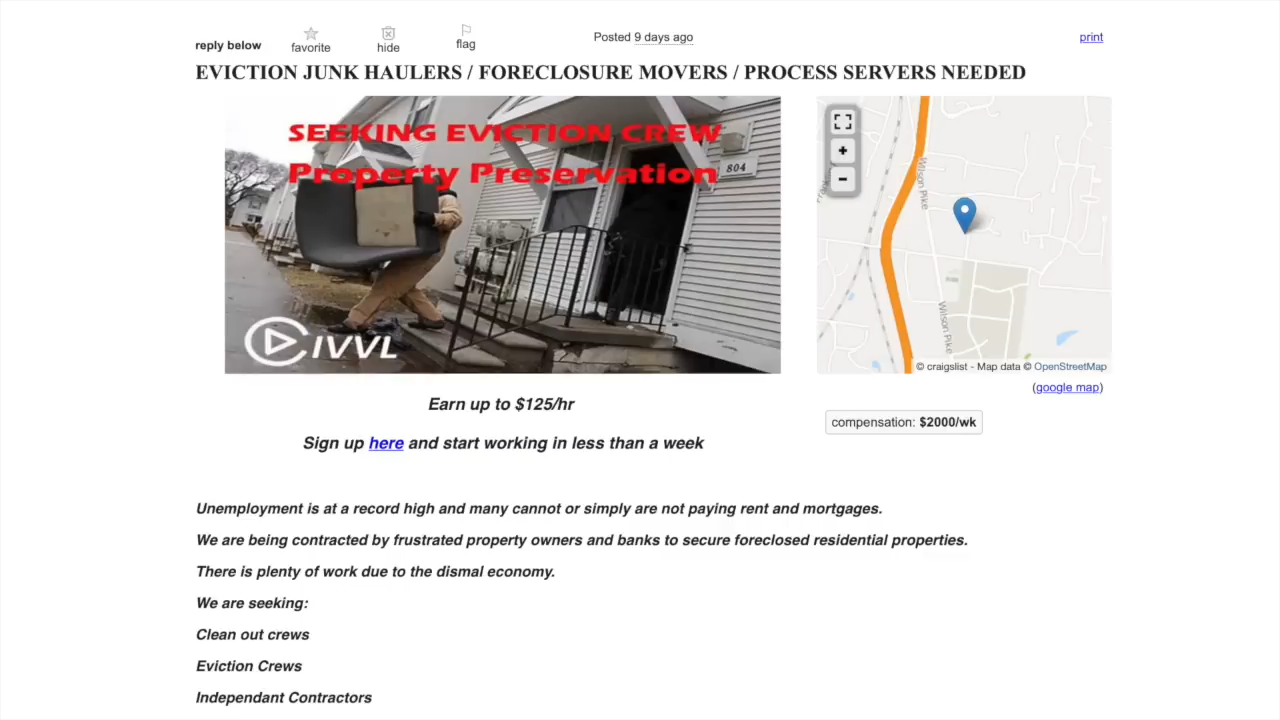 reply below
favorite
hide
flag
Posted 9 days ago
print
EVICTION JUNK HAULERS / FORECLOSURE MOVERS / PROCESS SERVERS NEEDED
SEEKING EVICTION CREW
Property Preservation
804
CIVVL
Wilson Pike
Wilson Pike
+
-
© craigslist - Map data © OpenStreetMap
(google map)
compensation: $2000/wk
Earn up to $125/hr
Sign up here and start working in less than a week
Unemployment is at a record high and many cannot or simply are not paying rent and mortgages.
We are being contracted by frustrated property owners and banks to secure foreclosed residential properties.
There is plenty of work due to the dismal economy.
We are seeking:
Clean out crews
Eviction Crews
Independant Contractors